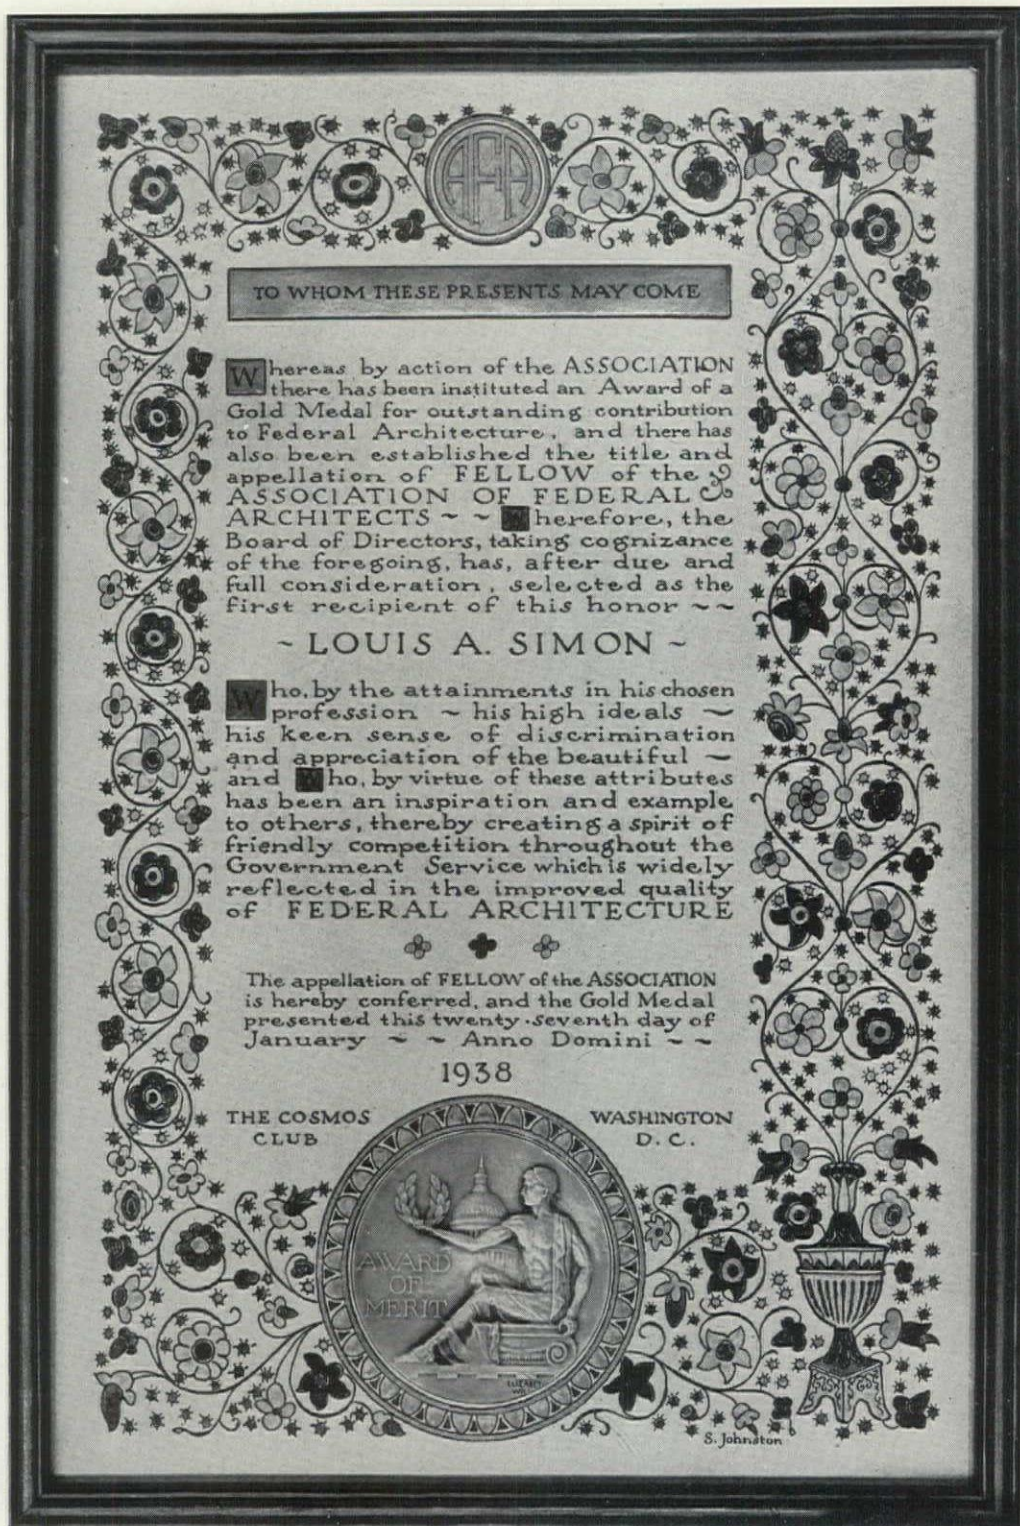 AFA
TO WHOM THESE PRESENTS MAY COME
Whereas by action of the ASSOCIATION
there has been instituted an Award of a
Gold Medal for outstanding contribution
to Federal Architecture, and there has
also been established the title and
appellation of FELLOW of the
ASSOCIATION OF FEDERAL
ARCHITECTS ~ ~ Wherefore, the
Board of Directors, taking cognizance
of the foregoing, has, after due and
full consideration, selected as the
first recipient of this honor ~ ~
~ LOUIS A. SIMON ~
Who, by the attainments in his chosen
profession ~ his high ideals ~
his keen sense of discrimination
and appreciation of the beautiful ~
and Who, by virtue of these attributes
has been an inspiration and example
to others, thereby creating a spirit of
friendly competition throughout the
Government Service which is widely
reflected in the improved quality
of FEDERAL ARCHITECTURE
The appellation of FELLOW of the ASSOCIATION
is hereby conferred, and the Gold Medal
presented this twenty-seventh day of
January ~ ~ Anno Domini ~ ~
1938
THE COSMOS
CLUB
WASHINGTON
D. C.
AWARD
OF
MERIT
S. Johnston